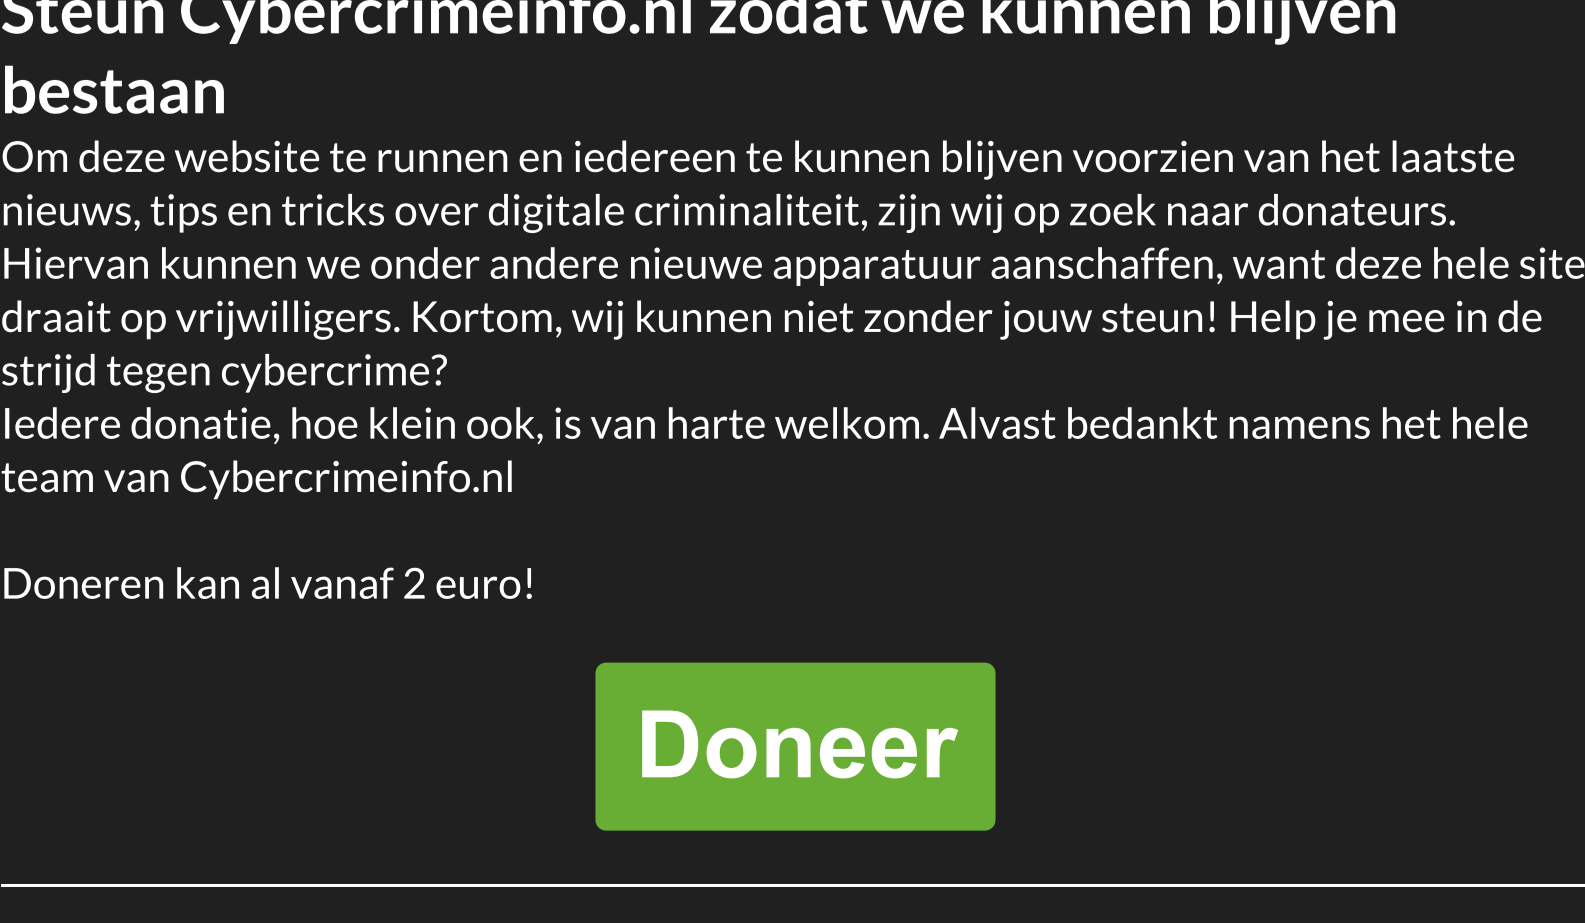 Steun Cybercrimeinfo.nl zodat we kunnen blijven
bestaan
Om deze website te runnen en iedereen te kunnen blijven voorzien van het laatste
nieuws, tips en tricks over digitale criminaliteit, zijn wij op zoek naar donateurs.
Hiervan kunnen we onder andere nieuwe apparatuur aanschaffen, want deze hele site
draait op vrijwilligers. Kortom, wij kunnen niet zonder jouw steun! Help je mee in de
strijd tegen cybercrime?
Iedere donatie, hoe klein ook, is van harte welkom. Alvast bedankt namens het hele
team van Cybercrimeinfo.nl
Doneren kan al vanaf 2 euro!
Doneer